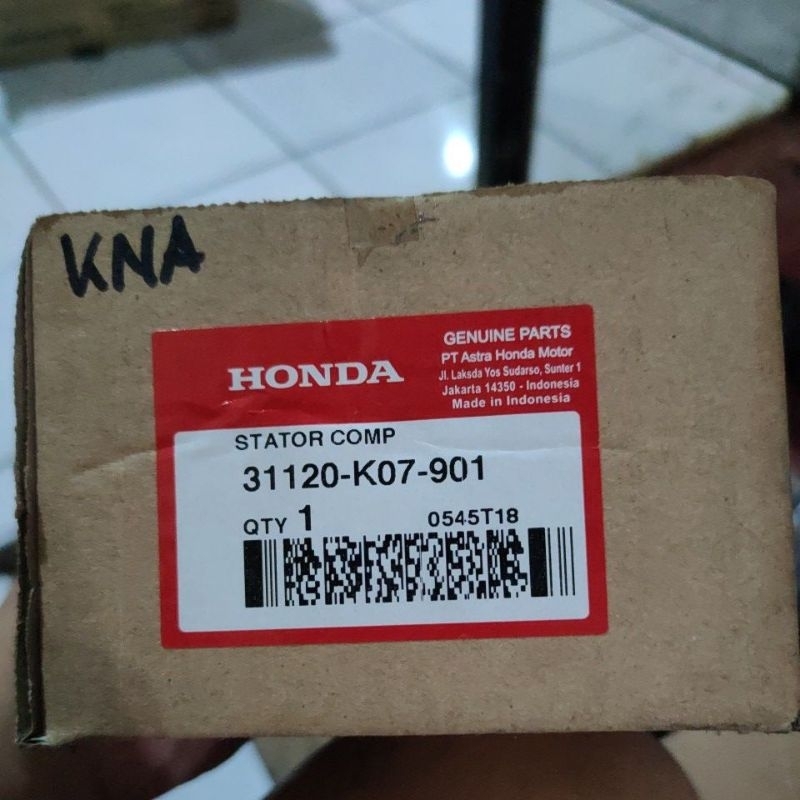 KNA
HONDA
GENUINE PARTS
PT Astra Honda Motor
Jl. Laksda Yos Sudarso, Sunter 1
Jakarta 14350 - Indonesia
Made in Indonesia
STATOR COMP
31120-K07-901
QTY 1 0545T18